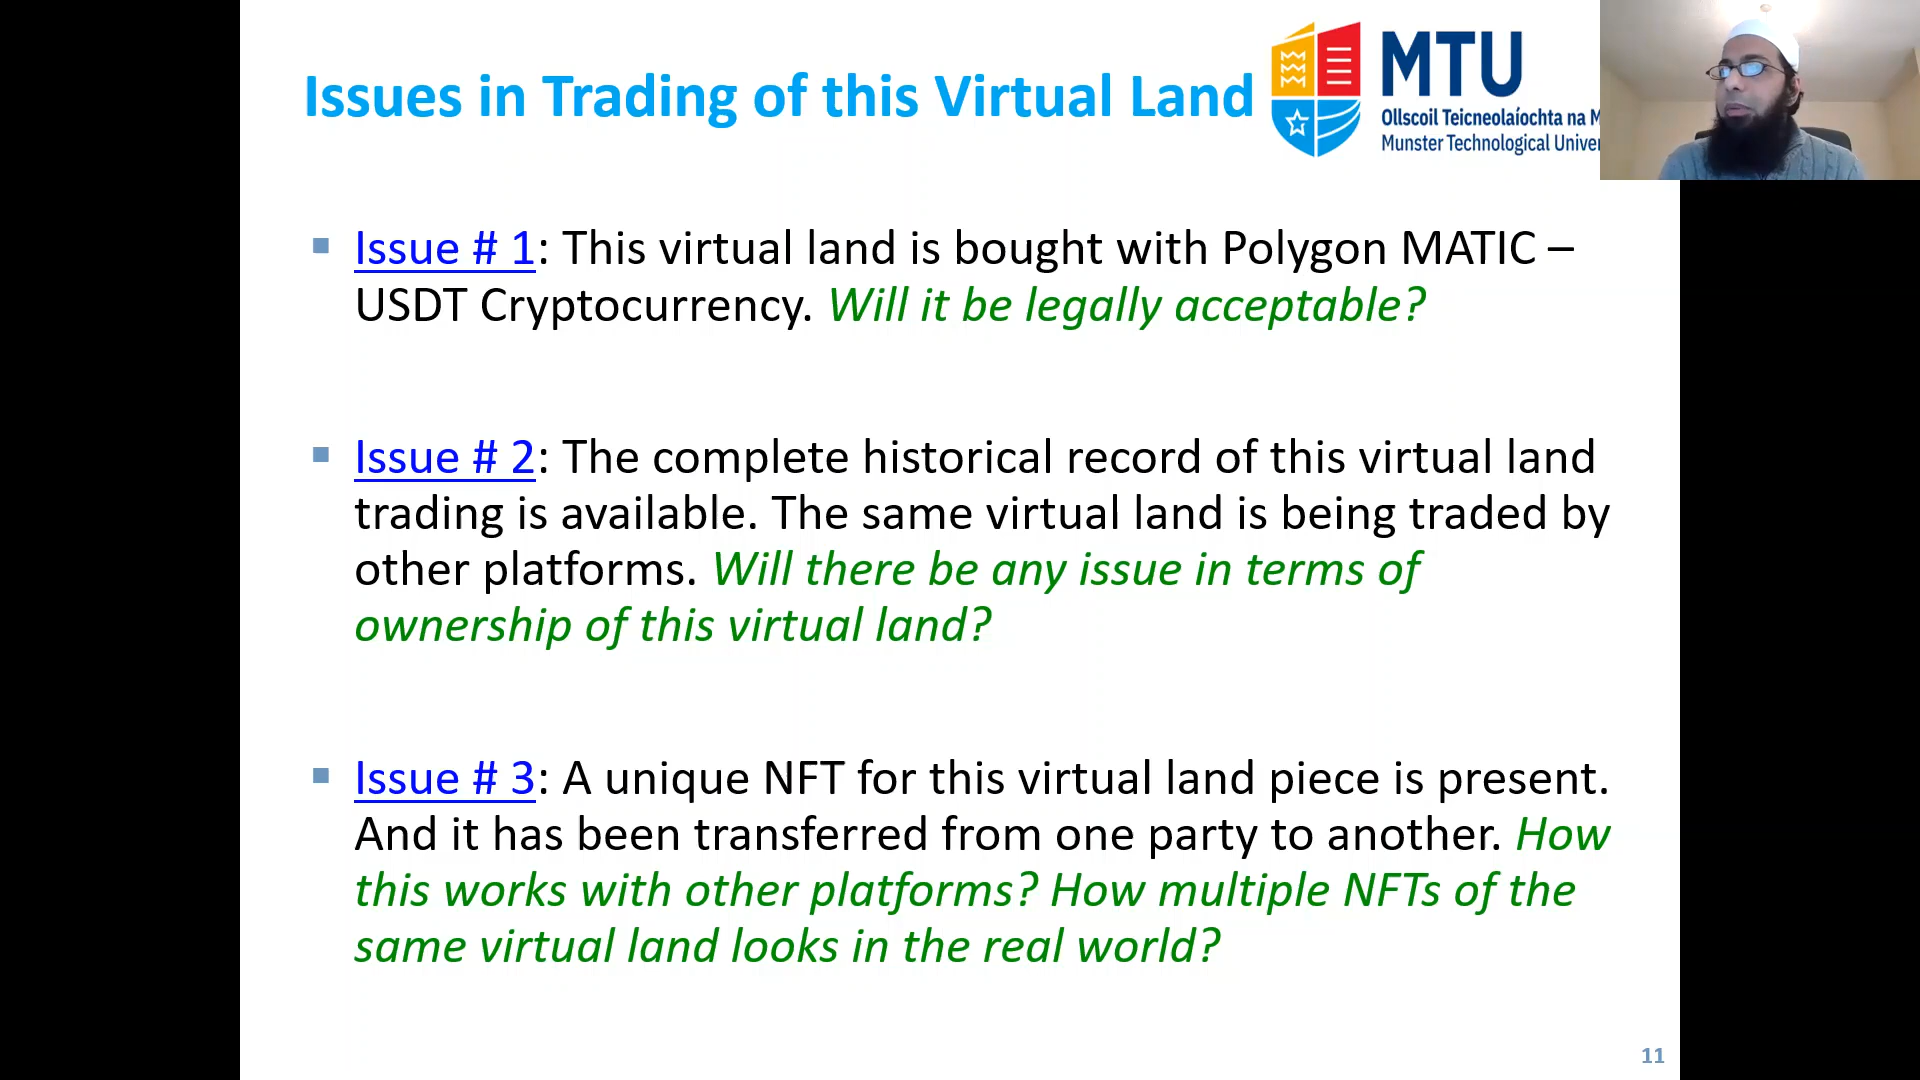 Issues in Trading of this Virtual Land
MTU
Ollscoil Teicneolaíochta na
Munster Technological
▪ Issue # 1: This virtual land is bought with Polygon MATIC –
USDT Cryptocurrency. Will it be legally acceptable?
▪ Issue # 2: The complete historical record of this virtual land
trading is available. The same virtual land is being traded by
other platforms. Will there be any issue in terms of
ownership of this virtual land?
▪ Issue # 3: A unique NFT for this virtual land piece is present.
And it has been transferred from one party to another. How
this works with other platforms? How multiple NFTs of the
same virtual land looks in the real world?
11